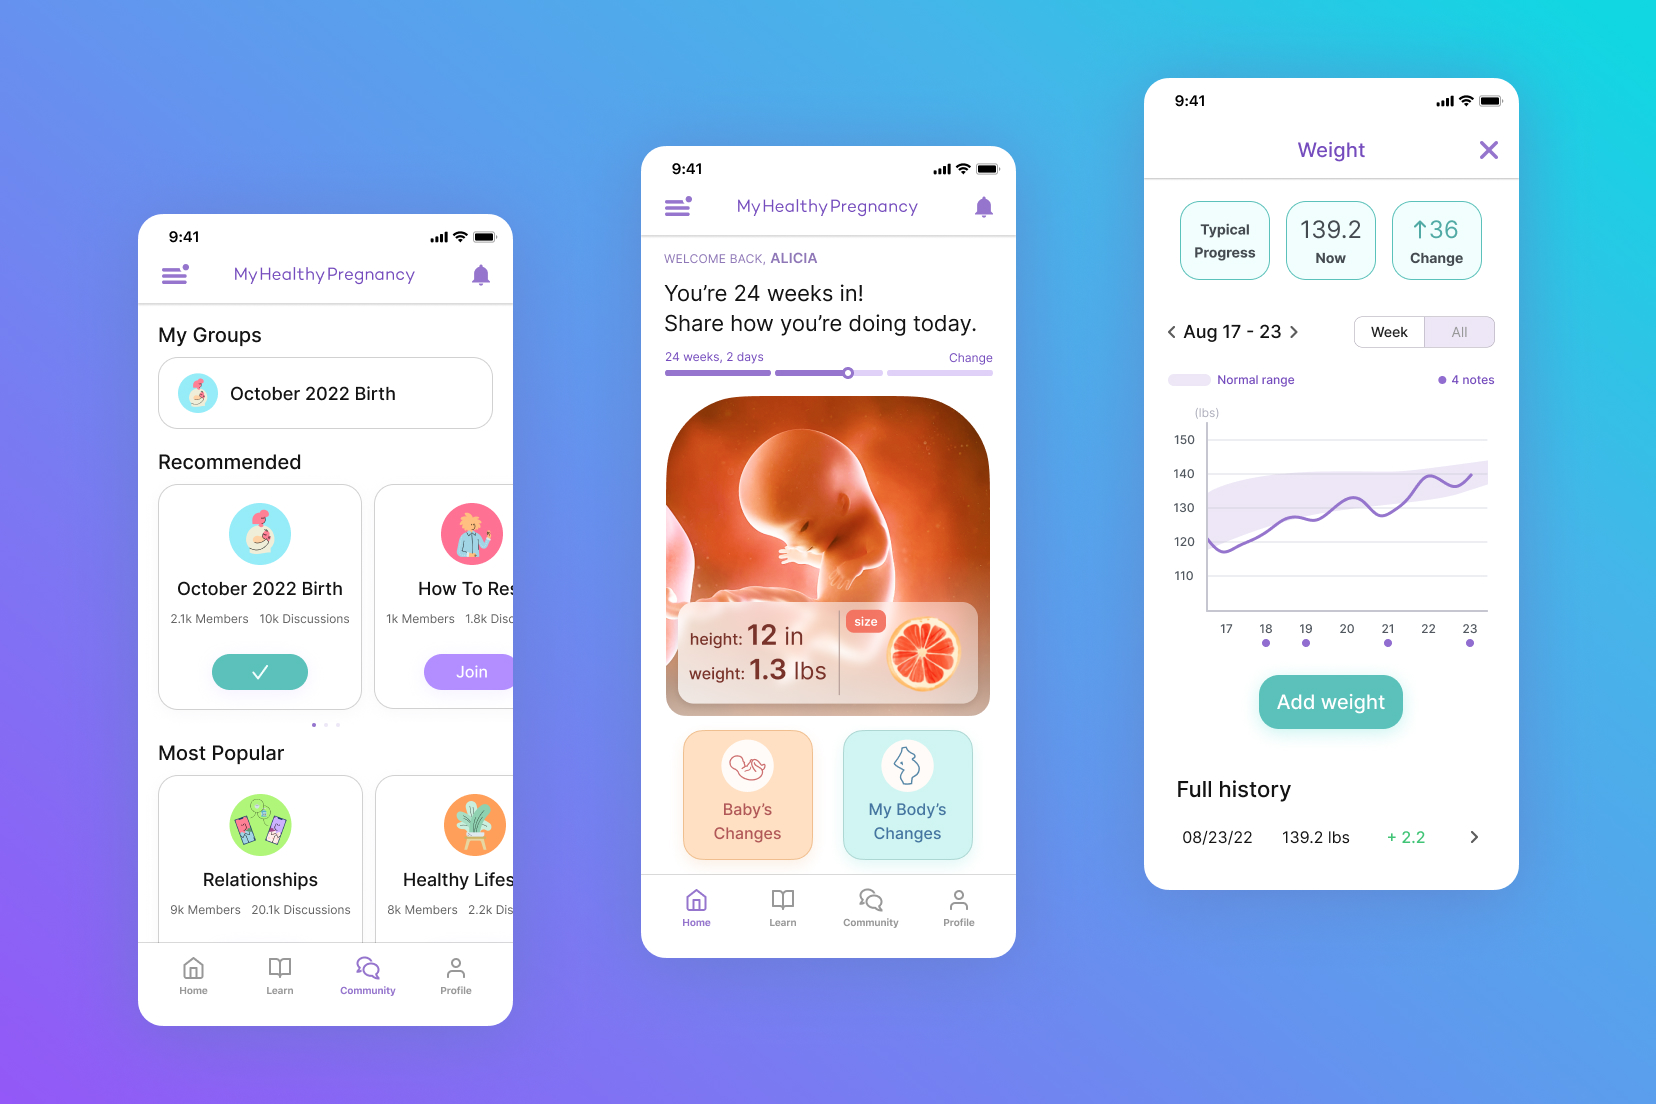 9:41
MyHealthyPregnancy
My Groups
October 2022 Birth
Recommended
October 2022 Birth
2.1k Members 10k Discussions
How To Res
1k Members 1.8k Disc
Join
Most Popular
Relationships
9k Members 20.1k Discussions
Healthy Lifes
8k Members 2.2k Dis
Home Learn Community Profile
9:41
MyHealthyPregnancy
WELCOME BACK, ALICIA
You're 24 weeks in!
Share how you're doing today.
24 weeks, 2 days Change
height: 12 in
weight: 1.3 lbs
size
Baby's
Changes
My Body's
Changes
Home Learn Community Profile
9:41
Weight
Typical
Progress
139.2
Now
↑36
Change
Aug 17 - 23
Week All
Normal range
4 notes
(lbs)
150
140
130
120
110
17 18 19 20 21 22 23
Add weight
Full history
08/23/22 139.2 lbs + 2.2